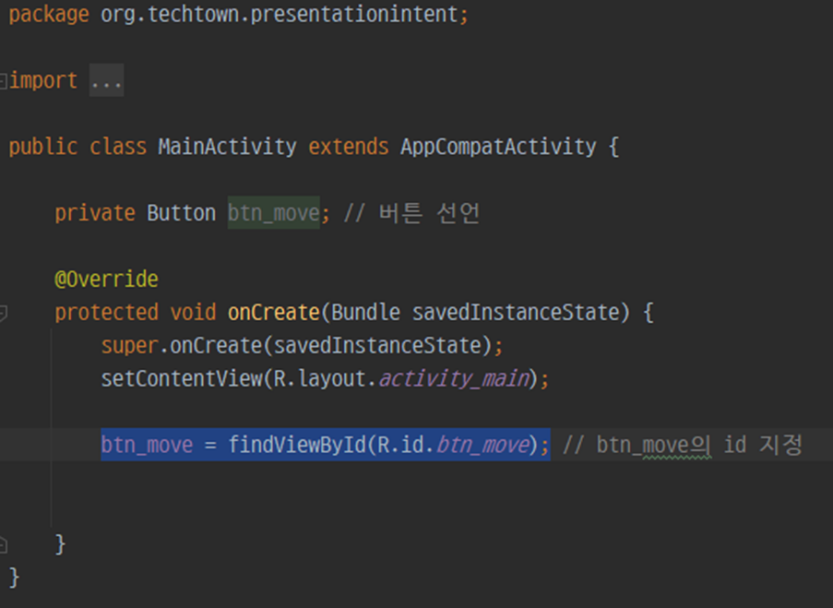 package org.techtown.presentationintent;
import ...
public class MainActivity extends AppCompatActivity {
private Button btn_move; // 버튼 선언
@Override
protected void onCreate(Bundle savedInstanceState) {
super.onCreate(savedInstanceState);
setContentView(R.layout.activity_main);
btn_move = findViewById(R.id.btn_move); // btn_move의 id 지정
}
}